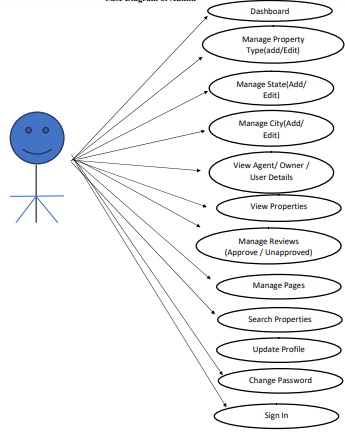 Dashboard
Manage Property
Type(add/Edit)
Manage State(Add/
Edit)
Manage City(Add/
Edit)
View Agent/ Owner /
User Details
View Properties
Manage Reviews
(Approve / Unapproved)
Manage Pages
Search Properties
Update Profile
Change Password
Sign In